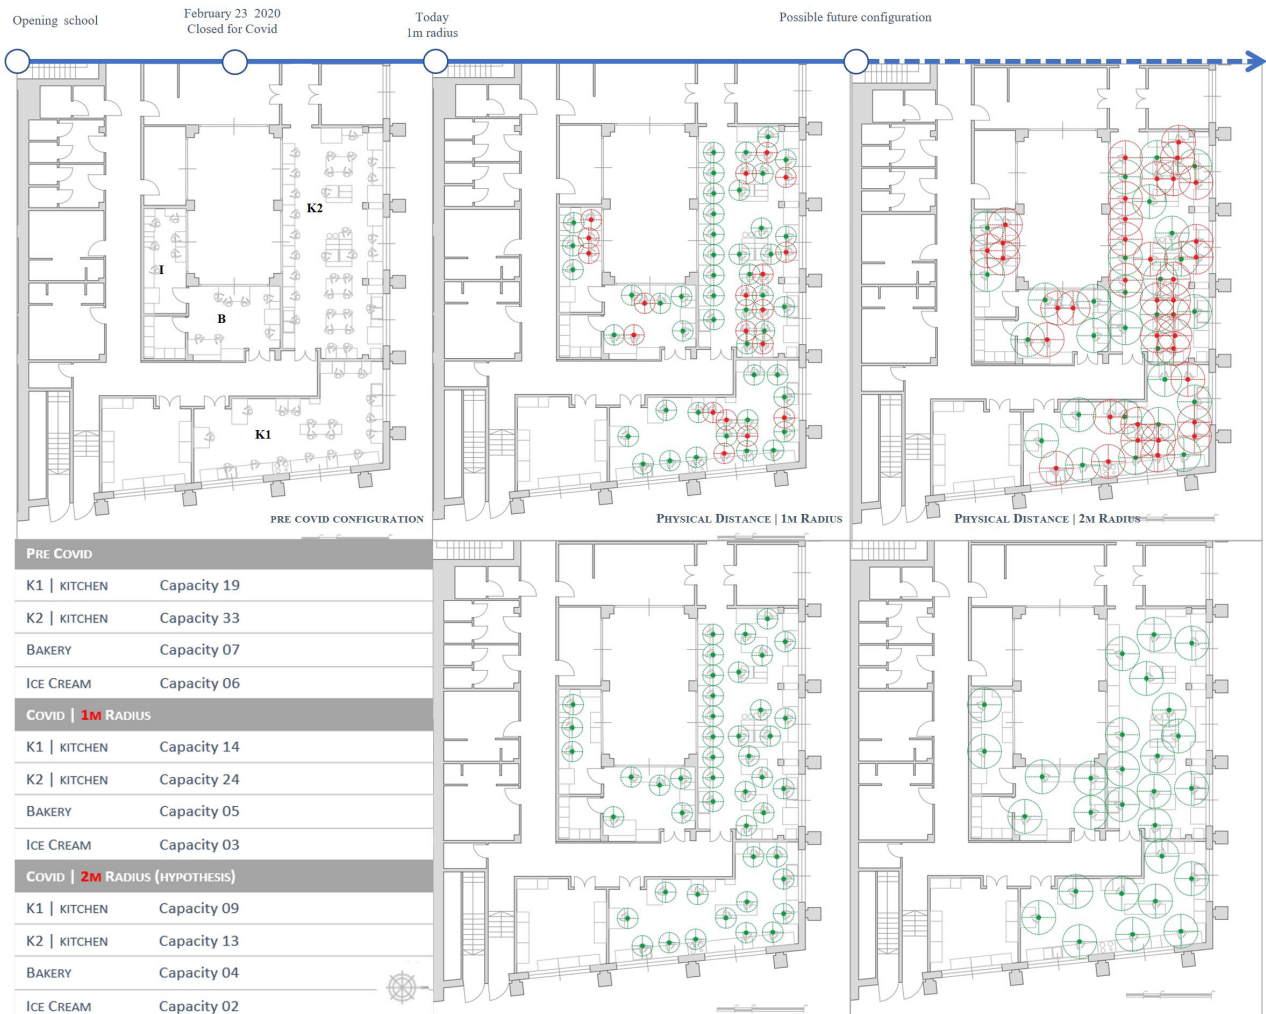 Opening school
February 23 2020
Closed for Covid
Today
1m radius
Possible future configuration
K2
I
B
K1
PRE COVID CONFIGURATION
PHYSICAL DISTANCE | 1M RADIUS
PHYSICAL DISTANCE | 2M RADIUS
PRE COVID
K1 | KITCHEN Capacity 19
K2 | KITCHEN Capacity 33
BAKERY Capacity 07
ICE CREAM Capacity 06
COVID | 1M RADIUS
K1 | KITCHEN Capacity 14
K2 | KITCHEN Capacity 24
BAKERY Capacity 05
ICE CREAM Capacity 03
COVID | 2M RADIUS (HYPOTHESIS)
K1 | KITCHEN Capacity 09
K2 | KITCHEN Capacity 13
BAKERY Capacity 04
ICE CREAM Capacity 02